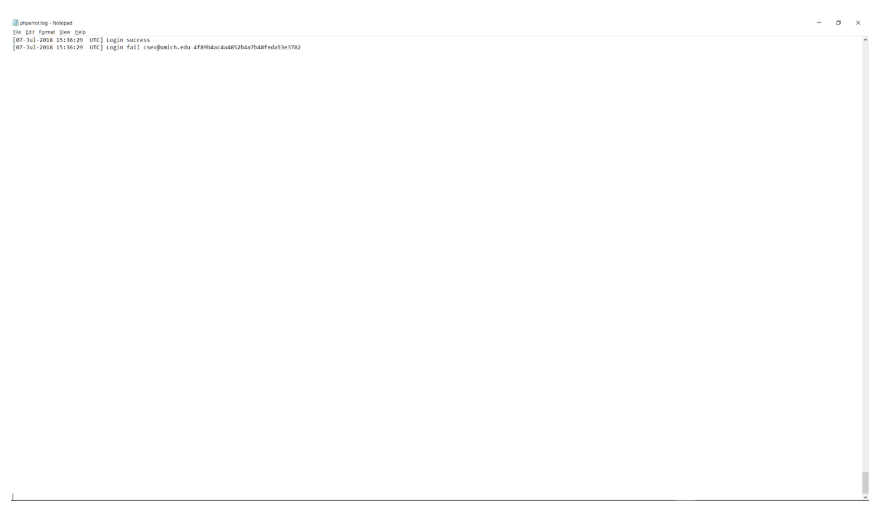 phperror.log - Notepad
File Edit Format View Help
[07-Jul-2018 15:36:29  UTC] Login success
[07-Jul-2018 15:36:29  UTC] Login fail csev@umich.edu 4f89b4ac4a4052b4a7b48feda53e3782